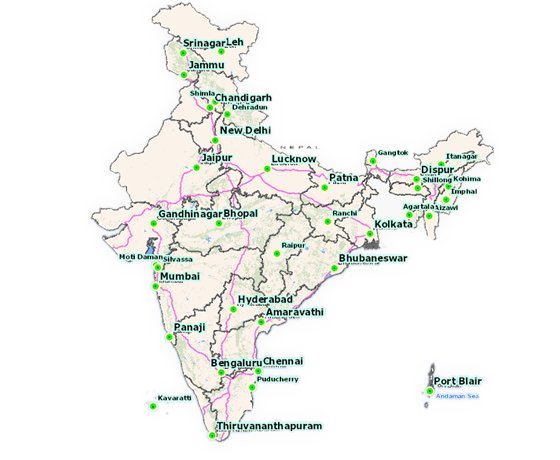 Srinagar
Leh
Jammu
Shimla
Chandigarh
Dehradun
New Delhi
NEPAL
Jaipur
Lucknow
Gangtok
Itanagar
Dispur
Patna
Shillong
Kohima
Imphal
Gandhinagar
Bhopal
Ranchi
Agartala
Aizawl
Kolkata
Raipur
Moti Daman
Silvassa
Bhubaneswar
Mumbai
Hyderabad
Amaravathi
Panaji
Bengaluru
Chennai
Puducherry
Port Blair
Andaman Sea
Kavaratti
Thiruvananthapuram